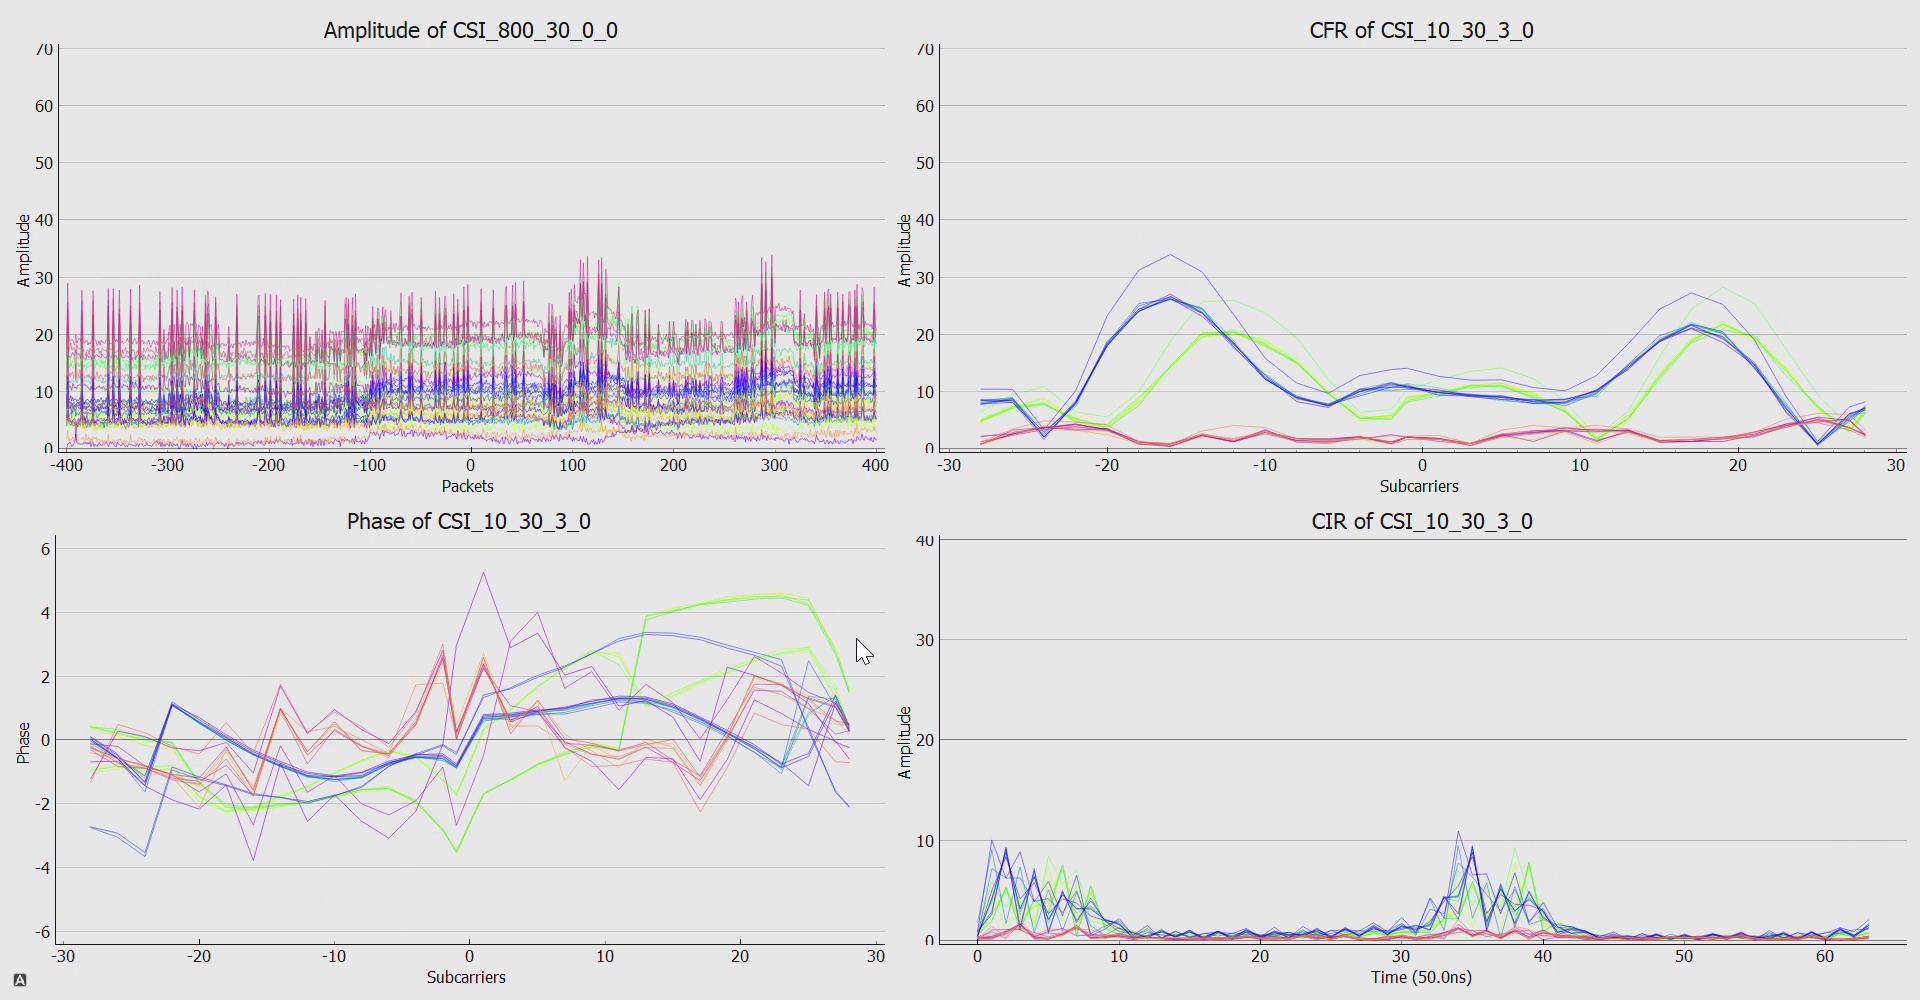 Amplitude of CSI_800_30_0_0
70
60
50
40
30
20
10
0
Amplitude
-400 -300 -200 -100 0 100 200 300 400
Packets
CFR of CSI_10_30_3_0
70
60
50
40
30
20
10
0
Amplitude
-30 -20 -10 0 10 20 30
Subcarriers
Phase of CSI_10_30_3_0
6
4
2
0
-2
-4
-6
Phase
-30 -20 -10 0 10 20 30
Subcarriers
A
CIR of CSI_10_30_3_0
40
30
20
10
0
Amplitude
0 10 20 30 40 50 60
Time (50.0ns)